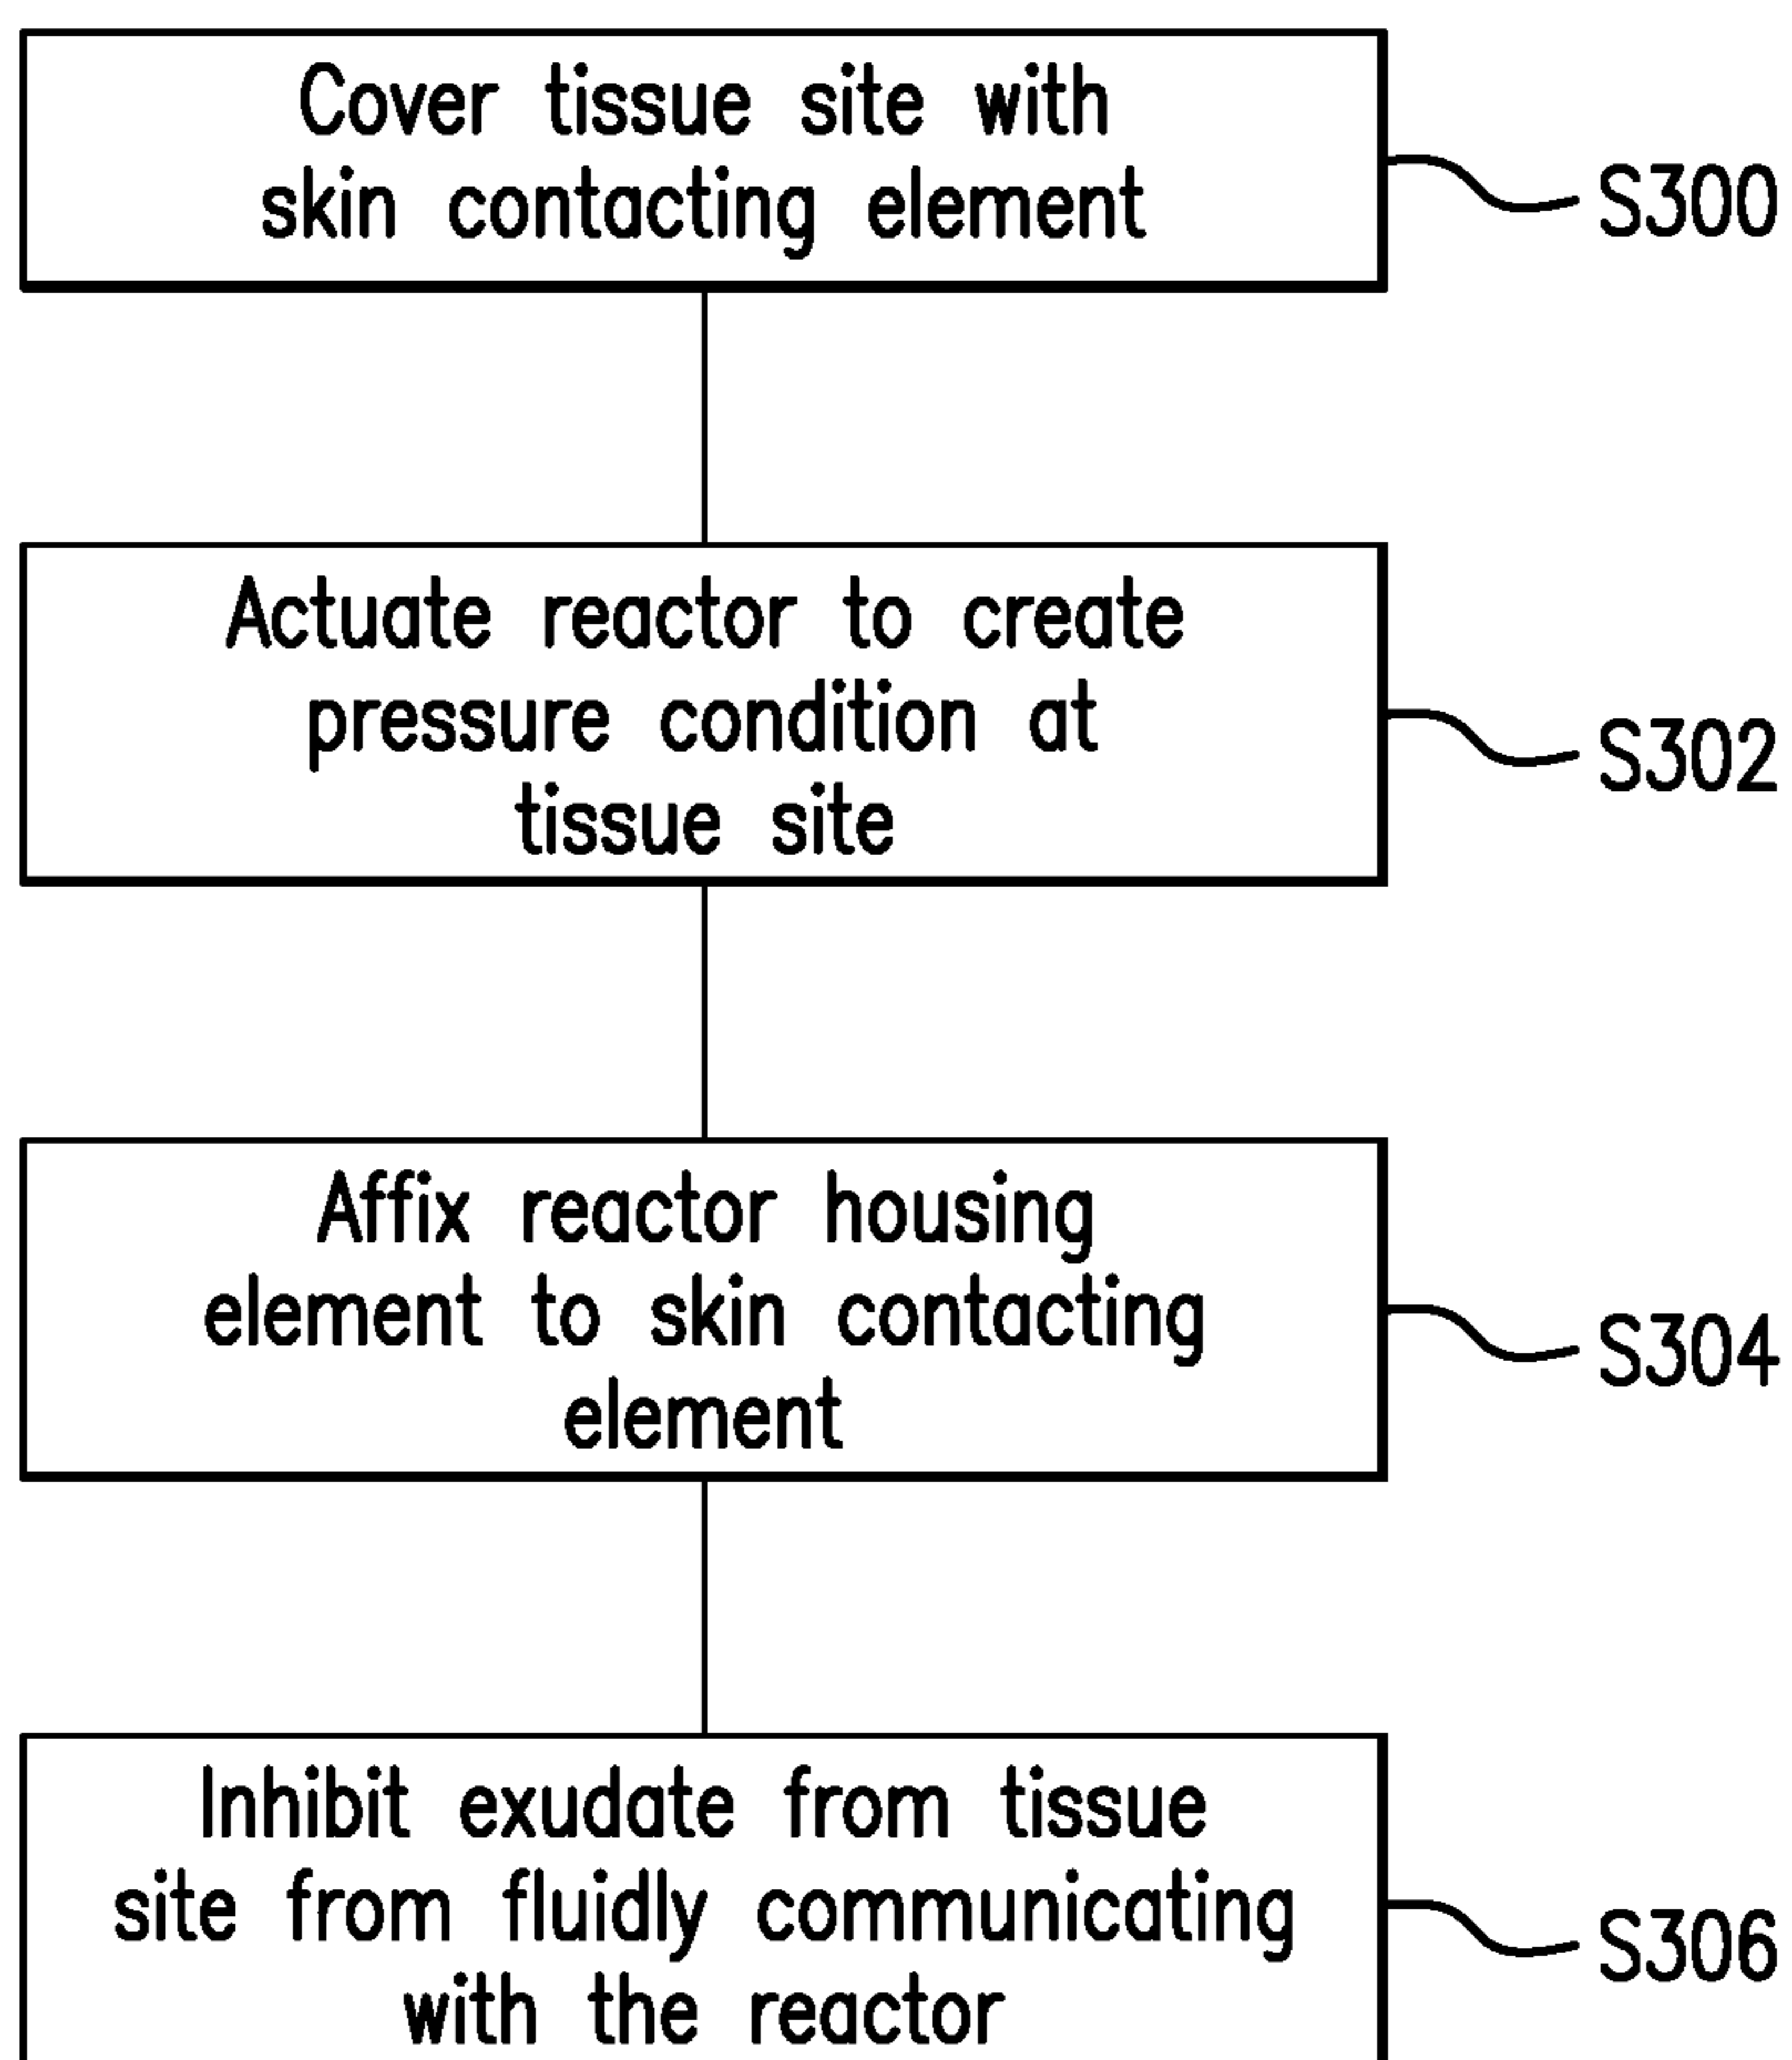 Cover tissue site with
skin contacting element
S300
Actuate reactor to create
pressure condition at
tissue site
S302
Affix reactor housing
element to skin contacting
element
S304
Inhibit exudate from tissue
site from fluidly communicating
with the reactor
S306